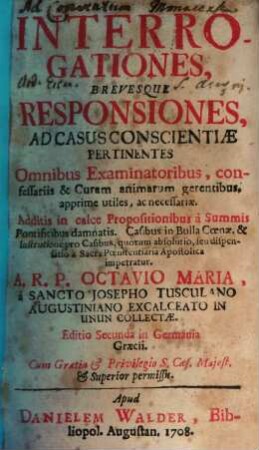 Ad Conventum
INTERRO-
GATIONES,
BREVESQUE
RESPONSIONES,
AD CASUS CONSCIENTIÆ
PERTINENTES
Omnibus Examinatoribus, con-
fessariis & Curam animarum gerentibus,
apprime utiles, ac necessariæ.
Additis in calce Propositionibus à Summis
Pontificibus damnatis. Casibus in Bulla Cœnæ, &
Instructione pro Casibus, quorum absolutio, seu dispen-
satio à Sacra Pœnitentiaria Apostolica
impetratur.
A. R. P. OCTAVIO MARIA,
à SANCTO JOSEPHO TUSCULANO
AUGUSTINIANO EXCALCEATO IN
UNUM COLLECTÆ.
Editio Secunda in Germania
Græcii.
Cum Gratia & Privilegio S. Cæs. Majest.
& Superior permissu.
Apud
DANIELEM WALDER, Bib-
liopol. Augustan. 1708.